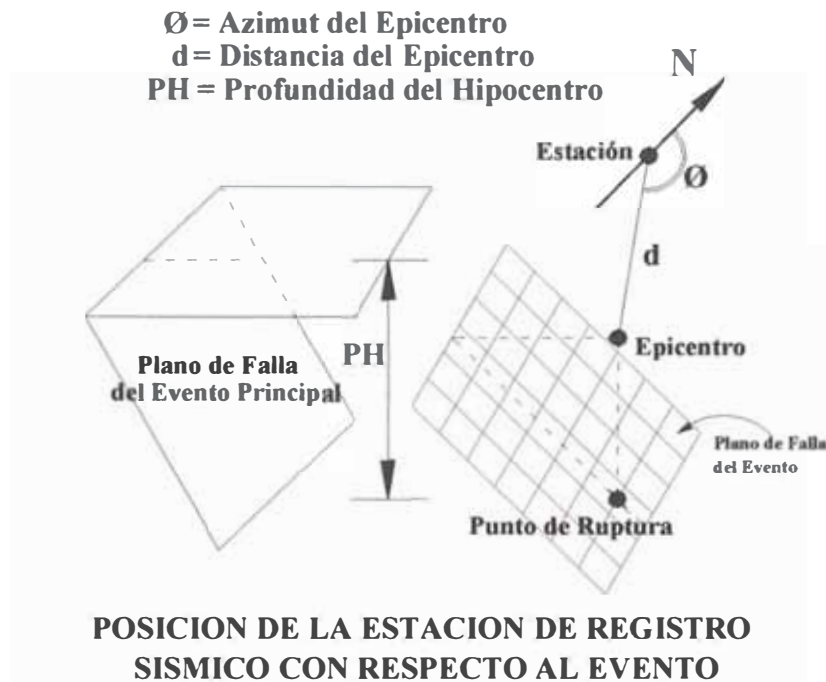 Ø = Azimut del Epicentro
d = Distancia del Epicentro
PH = Profundidad del Hipocentro
N
Estación
Ø
d
Epicentro
PH
Plano de Falla
del Evento Principal
Plano de Falla
del Evento
Punto de Ruptura
POSICION DE LA ESTACION DE REGISTRO
SISMICO CON RESPECTO AL EVENTO